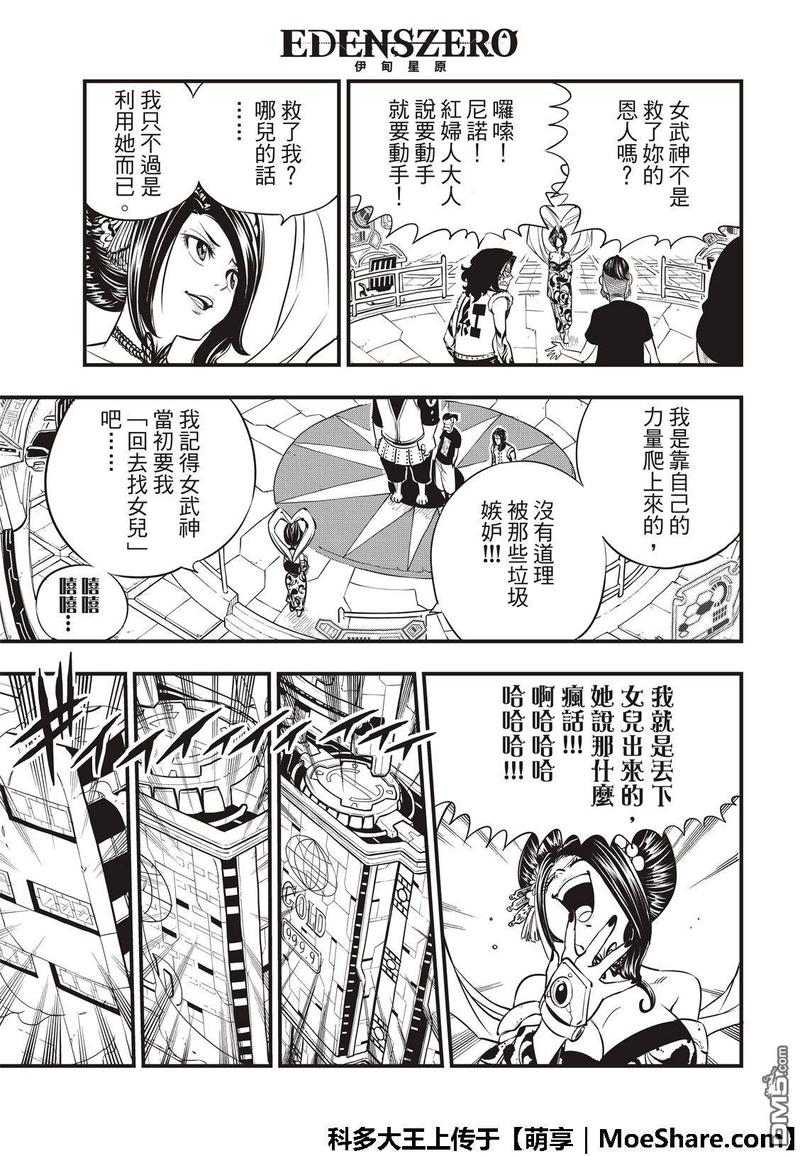 EDENSZERO
伊甸星原
女武神不是
救了妳的
恩人嗎？
囉嗦！
尼諾！
紅婦人大人
說要動手
就要動手！
救了我？
哪兒的話
……
我只不過是
利用她而已。
我是靠自己的
力量爬上來的，
沒有道理
被那些垃圾
嫉妒!!!
我記得女武神
當初要我
「回去找女兒」
吧……
嘻嘻
嘻嘻…
我就是丟下
女兒出來的，
她說那什麼
瘋話!!!
啊哈哈哈
哈哈哈!!!
GOLD
999.9
DM5.com
科多大王上传于【萌享 | MoeShare.com】